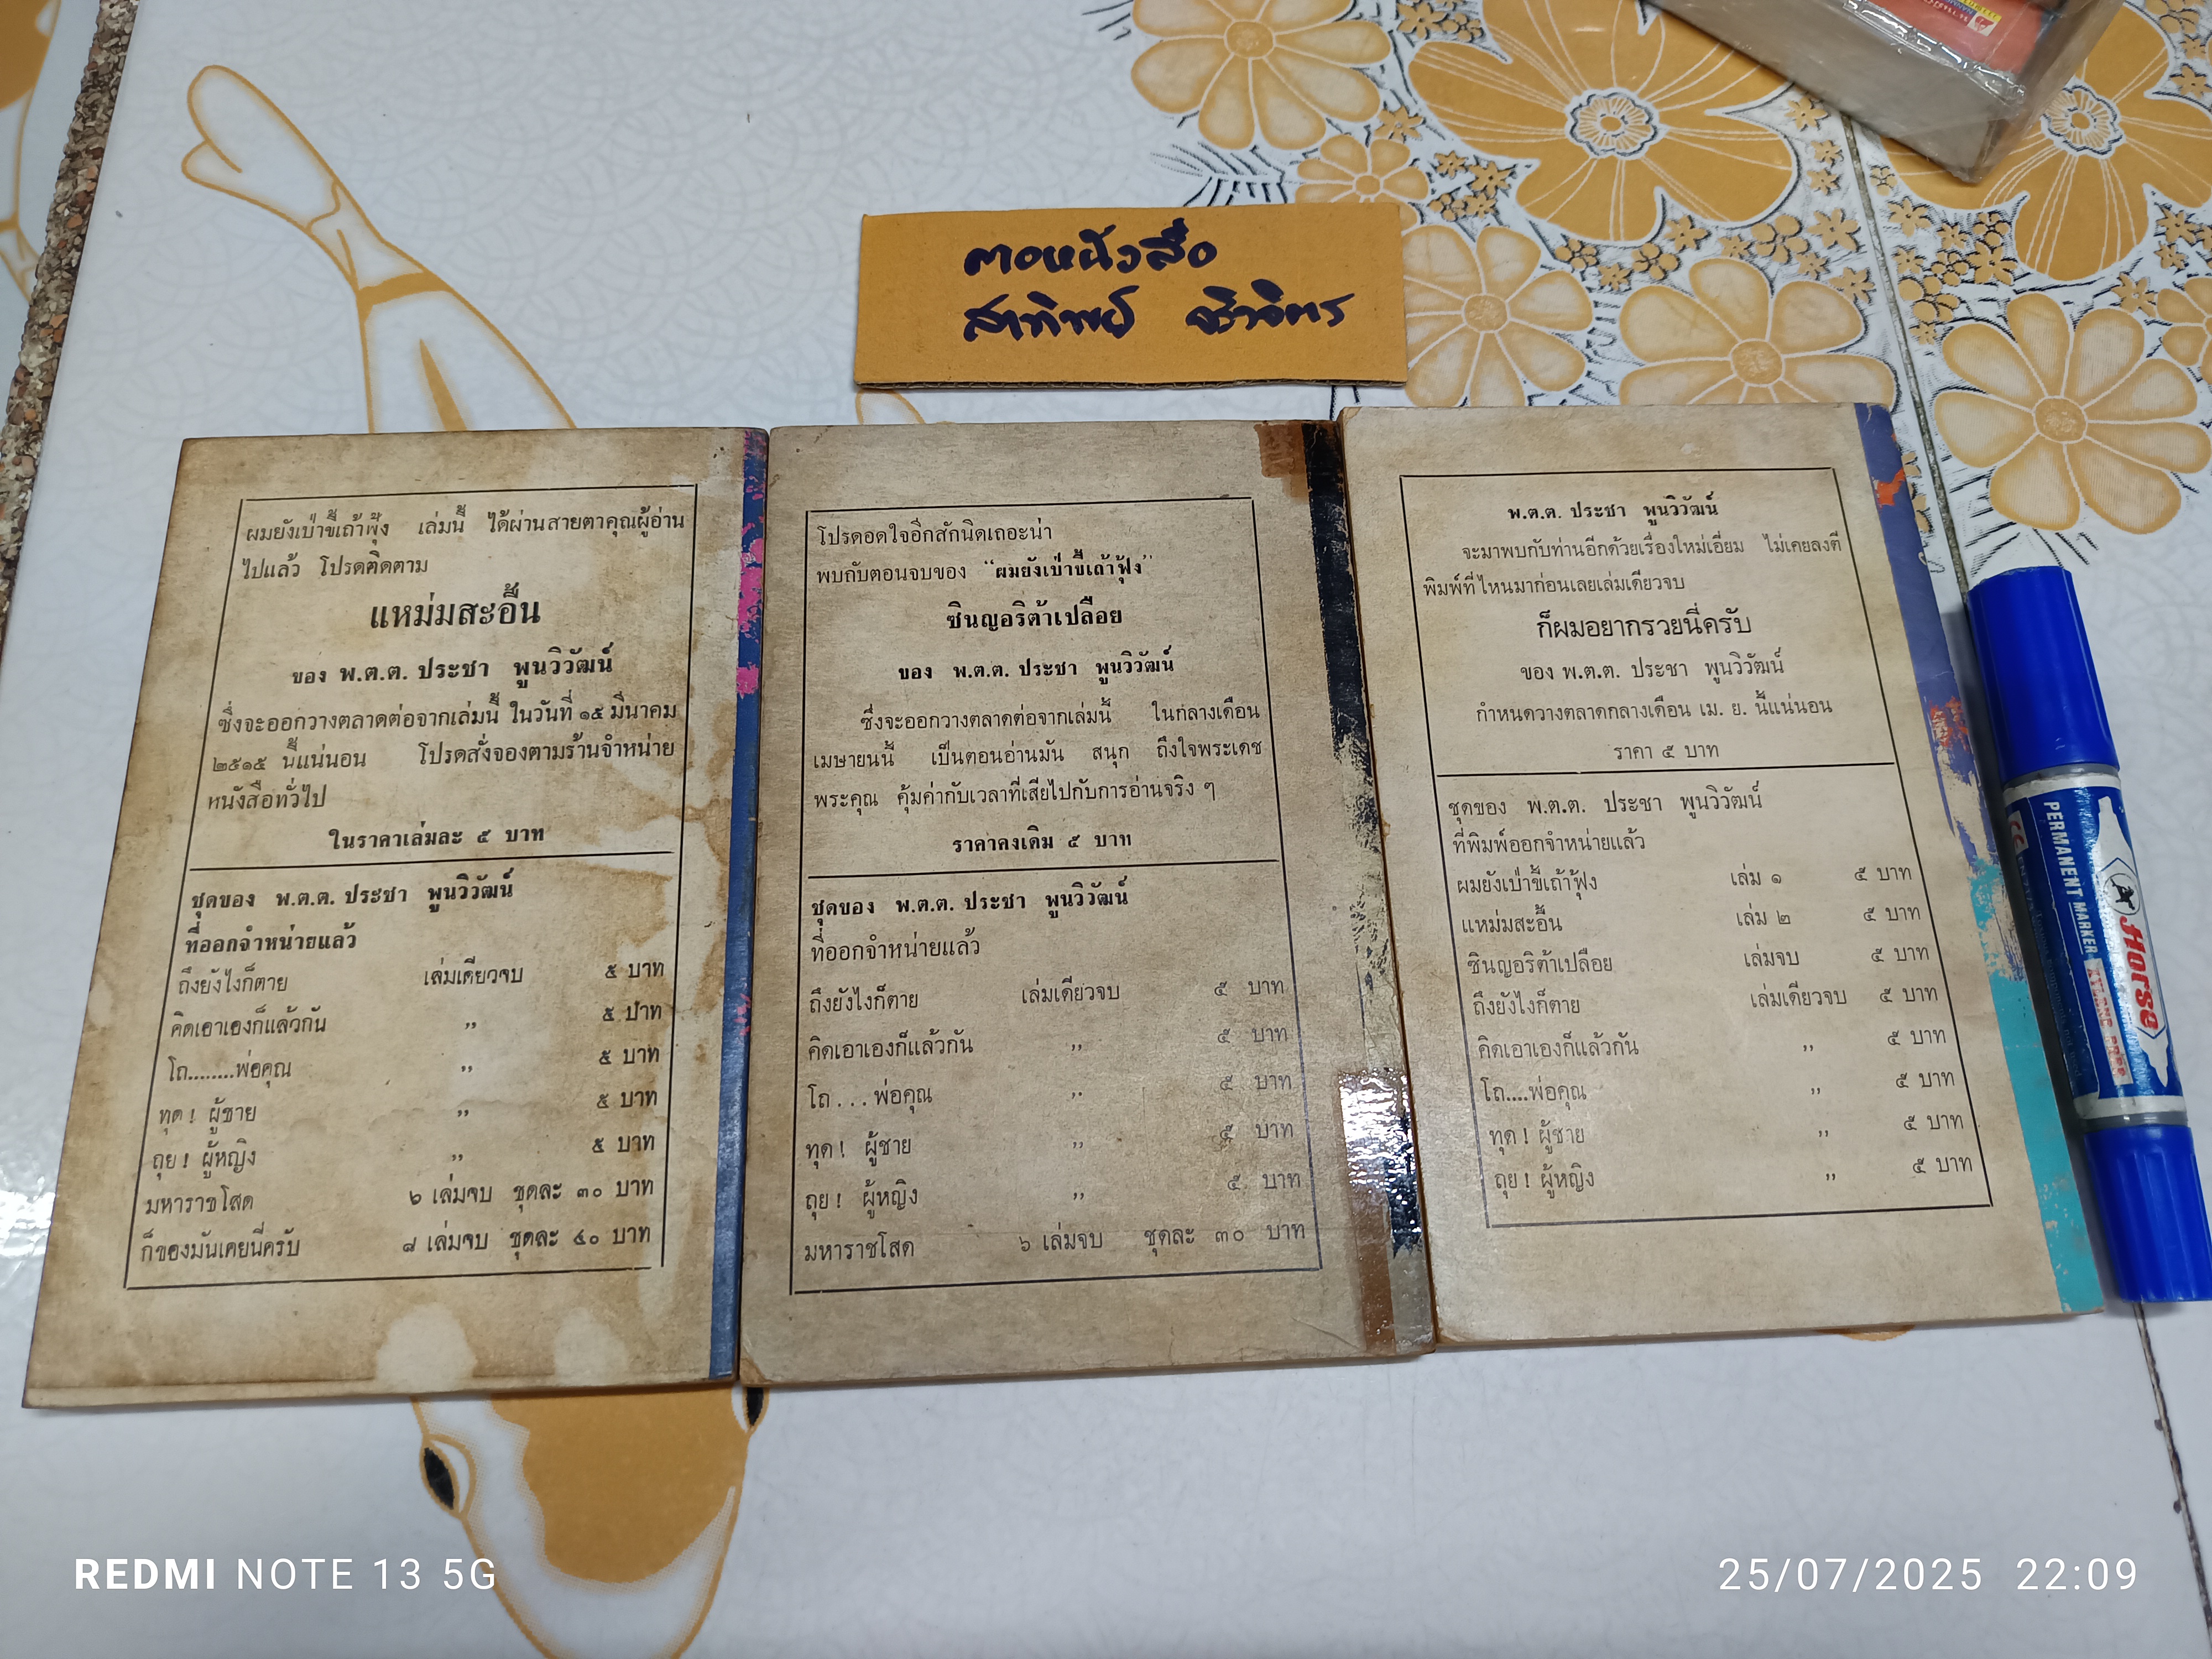 ตอหนังสือ
สาทิพย์
ผมยังเป่าขี้เถ้าฟุ้ง เล่มนี้ ได้ผ่านสายตาคุณผู้อ่าน
ไปแล้ว โปรดติดตาม
แหม่มสะอื้น
ของ พ.ต.ต. ประชา พูนวิวัฒน์
ซึ่งจะออกวางตลาดต่อจากเล่มนี้ ในวันที่ ๑๕ มีนาคม
๒๕๑๕ นี้แน่นอน โปรดสั่งจองตามร้านจำหน่าย
หนังสือทั่วไป
ในราคาเล่มละ ๕ บาท
ชุดของ พ.ต.ต. ประชา พูนวิวัฒน์
ที่ออกจำหน่ายแล้ว
ถึงยังไงก็ตาย เล่มเดียวจบ ๕ บาท
คิดเอาเองก็แล้วกัน ,, ๕ บาท
โถ........พ่อคุณ ,, ๕ บาท
ทุด ! ผู้ชาย ,, ๕ บาท
ถุย ! ผู้หญิง ,, ๕ บาท
มหาราชโสด ๖ เล่มจบ ชุดละ ๓๐ บาท
ก็ของมันเคยนี่ครับ ๘ เล่มจบ ชุดละ ๔๐ บาท
โปรดอดใจอีกสักนิดเถอะน่า
พบกับตอนจบของ “ผมยังเป่าขี้เถ้าฟุ้ง”
ซินญอริต้าเปลือย
ของ พ.ต.ต. ประชา พูนวิวัฒน์
ซึ่งจะออกวางตลาดต่อจากเล่มนี้ ในกลางเดือน
เมษายนนี้ เป็นตอนอ่านมัน สนุก ถึงใจพระเดช
พระคุณ คุ้มค่ากับเวลาที่เสียไปกับการอ่านจริง ๆ
ราคาคงเดิม ๕ บาท
ชุดของ พ.ต.ต. ประชา พูนวิวัฒน์
ที่ออกจำหน่ายแล้ว
ถึงยังไงก็ตาย เล่มเดียวจบ ๕ บาท
คิดเอาเองก็แล้วกัน ,, ๕ บาท
โถ . . . พ่อคุณ ,, ๕ บาท
ทุด ! ผู้ชาย ,, ๕ บาท
ถุย ! ผู้หญิง ,, ๕ บาท
มหาราชโสด ๖ เล่มจบ ชุดละ ๓๐ บาท
พ.ต.ต. ประชา พูนวิวัฒน์
จะมาพบกับท่านอีกด้วยเรื่องใหม่เอี่ยม ไม่เคยลงตี
พิมพ์ที่ไหนมาก่อนเลยเล่มเดียวจบ
ก็ผมอยากรวยนี่ครับ
ของ พ.ต.ต. ประชา พูนวิวัฒน์
กำหนดวางตลาดกลางเดือน เม. ย. นี้แน่นอน
ราคา ๕ บาท
ชุดของ พ.ต.ต. ประชา พูนวิวัฒน์
ที่พิมพ์ออกจำหน่ายแล้ว
ผมยังเป่าขี้เถ้าฟุ้ง เล่ม ๑ ๕ บาท
แหม่มสะอื้น เล่ม ๒ ๕ บาท
ซินญอริต้าเปลือย เล่มจบ ๕ บาท
ถึงยังไงก็ตาย เล่มเดียวจบ ๕ บาท
คิดเอาเองก็แล้วกัน ,, ๕ บาท
โถ....พ่อคุณ ,, ๕ บาท
ทุด ! ผู้ชาย ,, ๕ บาท
ถุย ! ผู้หญิง ,, ๕ บาท
Horse
PERMANENT MARKER
REDMI NOTE 13 5G
25/07/2025 22:09